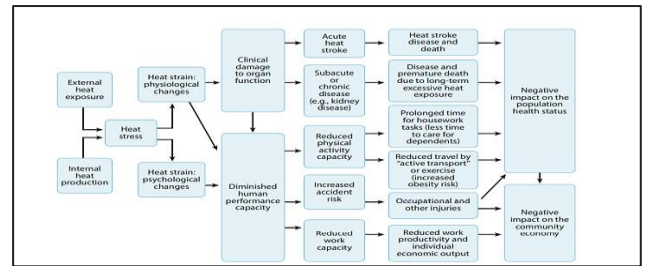 External
heat
exposure
Internal
heat
production
Heat
stress
Heat strain:
physiological
changes
Heat strain:
psychological
changes
Clinical
damage
to organ
function
Diminished
human
performance
capacity
Acute
heat
stroke
Subacute
or
chronic
disease
(e.g., kidney
disease)
Reduced
physical
activity
capacity
Increased
accident
risk
Reduced
work
capacity
Heat stroke
disease and
death
Disease and
premature death
due to long-term
excessive heat
exposure
Prolonged time
for housework
tasks (less time
to care for
dependents)
Reduced travel by
"active transport"
or exercise
(increased
obesity risk)
Occupational and
other injuries
Reduced work
productivity and
individual
economic output
Negative
impact on the
population
health status
Negative
impact on the
community
economy